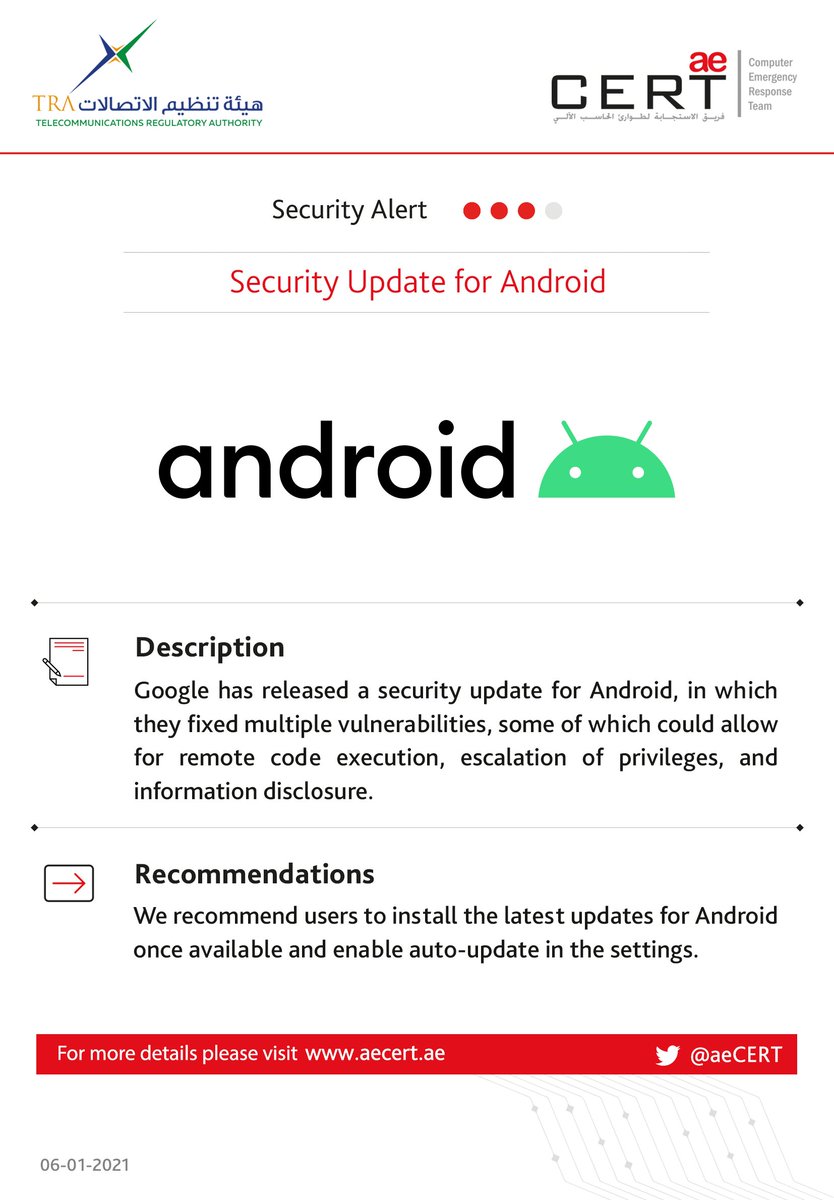 TRA هيئة تنظيم الاتصالات
TELECOMMUNICATIONS REGULATORY AUTHORITY
ae
CERT
فريق الاستجابة لطوارئ الحاسب الآلي
Computer
Emergency
Response
Team
Security Alert
Security Update for Android
android
Description
Google has released a security update for Android, in which
they fixed multiple vulnerabilities, some of which could allow
for remote code execution, escalation of privileges, and
information disclosure.
Recommendations
We recommend users to install the latest updates for Android
once available and enable auto-update in the settings.
For more details please visit www.aecert.ae
@aeCERT
06-01-2021